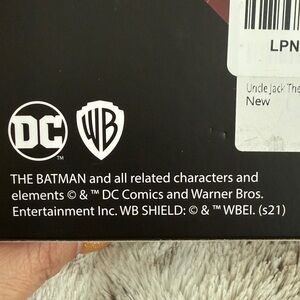 LPN
Uncle Jack The
New
DC
TM
WB
THE BATMAN and all related characters and
elements © & ™ DC Comics and Warner Bros.
Entertainment Inc. WB SHIELD: © & ™ WBEI. (s21)